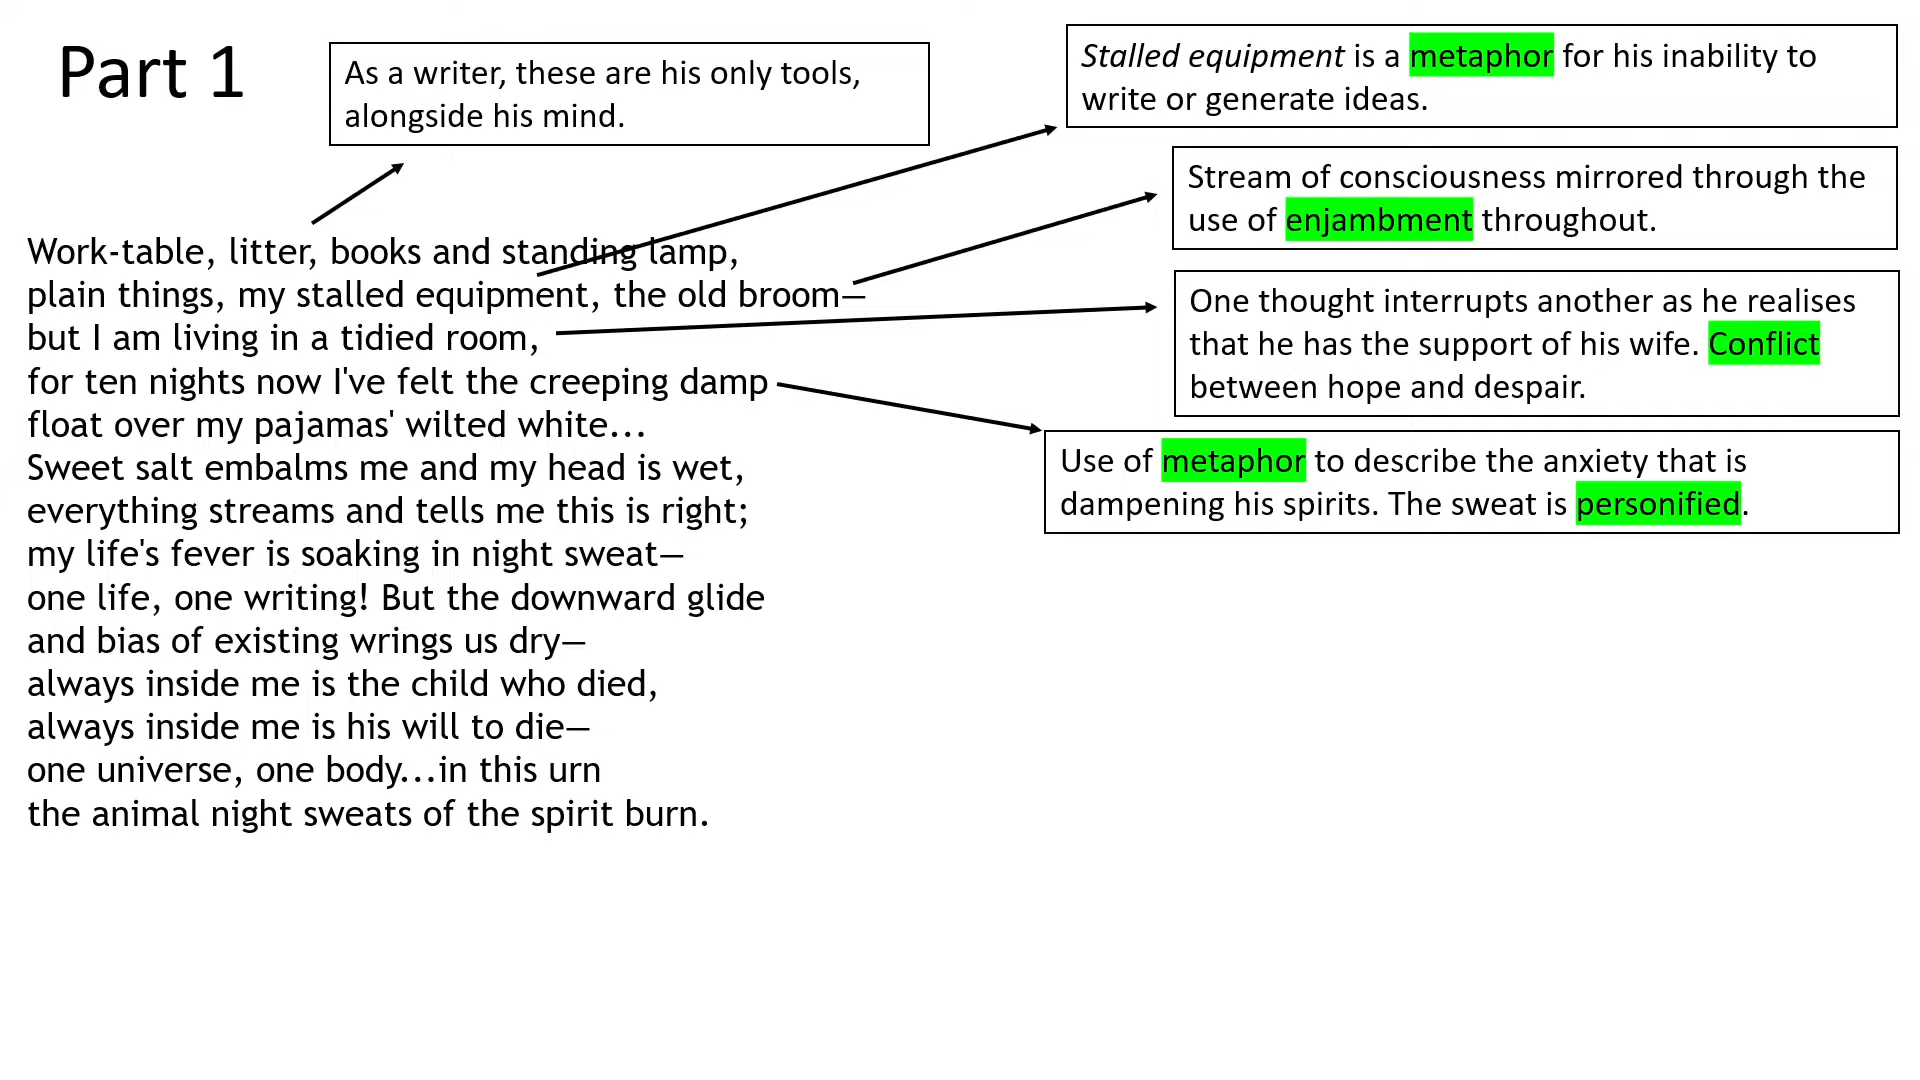 Part 1
As a writer, these are his only tools,
alongside his mind.
Stalled equipment is a metaphor for his inability to
write or generate ideas.
Stream of consciousness mirrored through the
use of enjambment throughout.
One thought interrupts another as he realises
that he has the support of his wife. Conflict
between hope and despair.
Use of metaphor to describe the anxiety that is
dampening his spirits. The sweat is personified.
Work-table, litter, books and standing lamp,
plain things, my stalled equipment, the old broom—
but I am living in a tidied room,
for ten nights now I've felt the creeping damp
float over my pajamas' wilted white...
Sweet salt embalms me and my head is wet,
everything streams and tells me this is right;
my life's fever is soaking in night sweat—
one life, one writing! But the downward glide
and bias of existing wrings us dry—
always inside me is the child who died,
always inside me is his will to die—
one universe, one body...in this urn
the animal night sweats of the spirit burn.